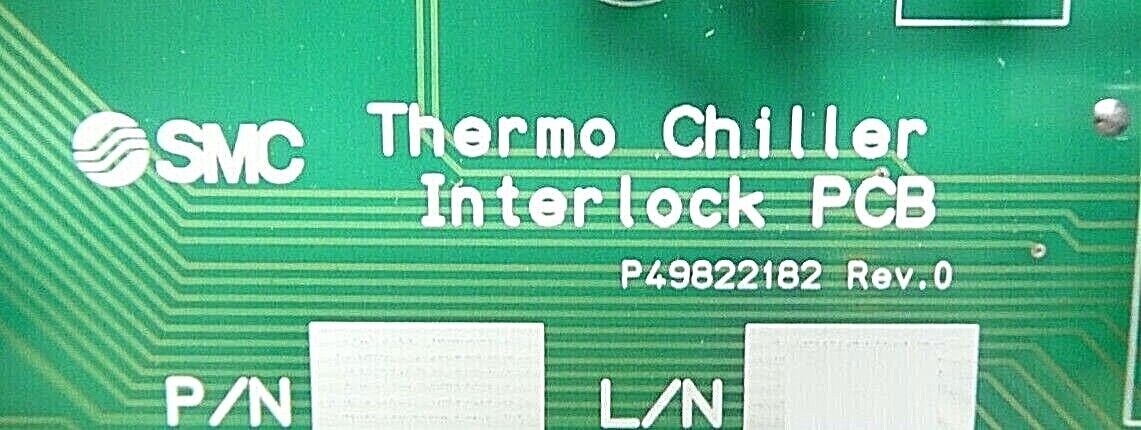 SMC Thermo Chiller
Interlock PCB
P49822182 Rev.0
P/N L/N